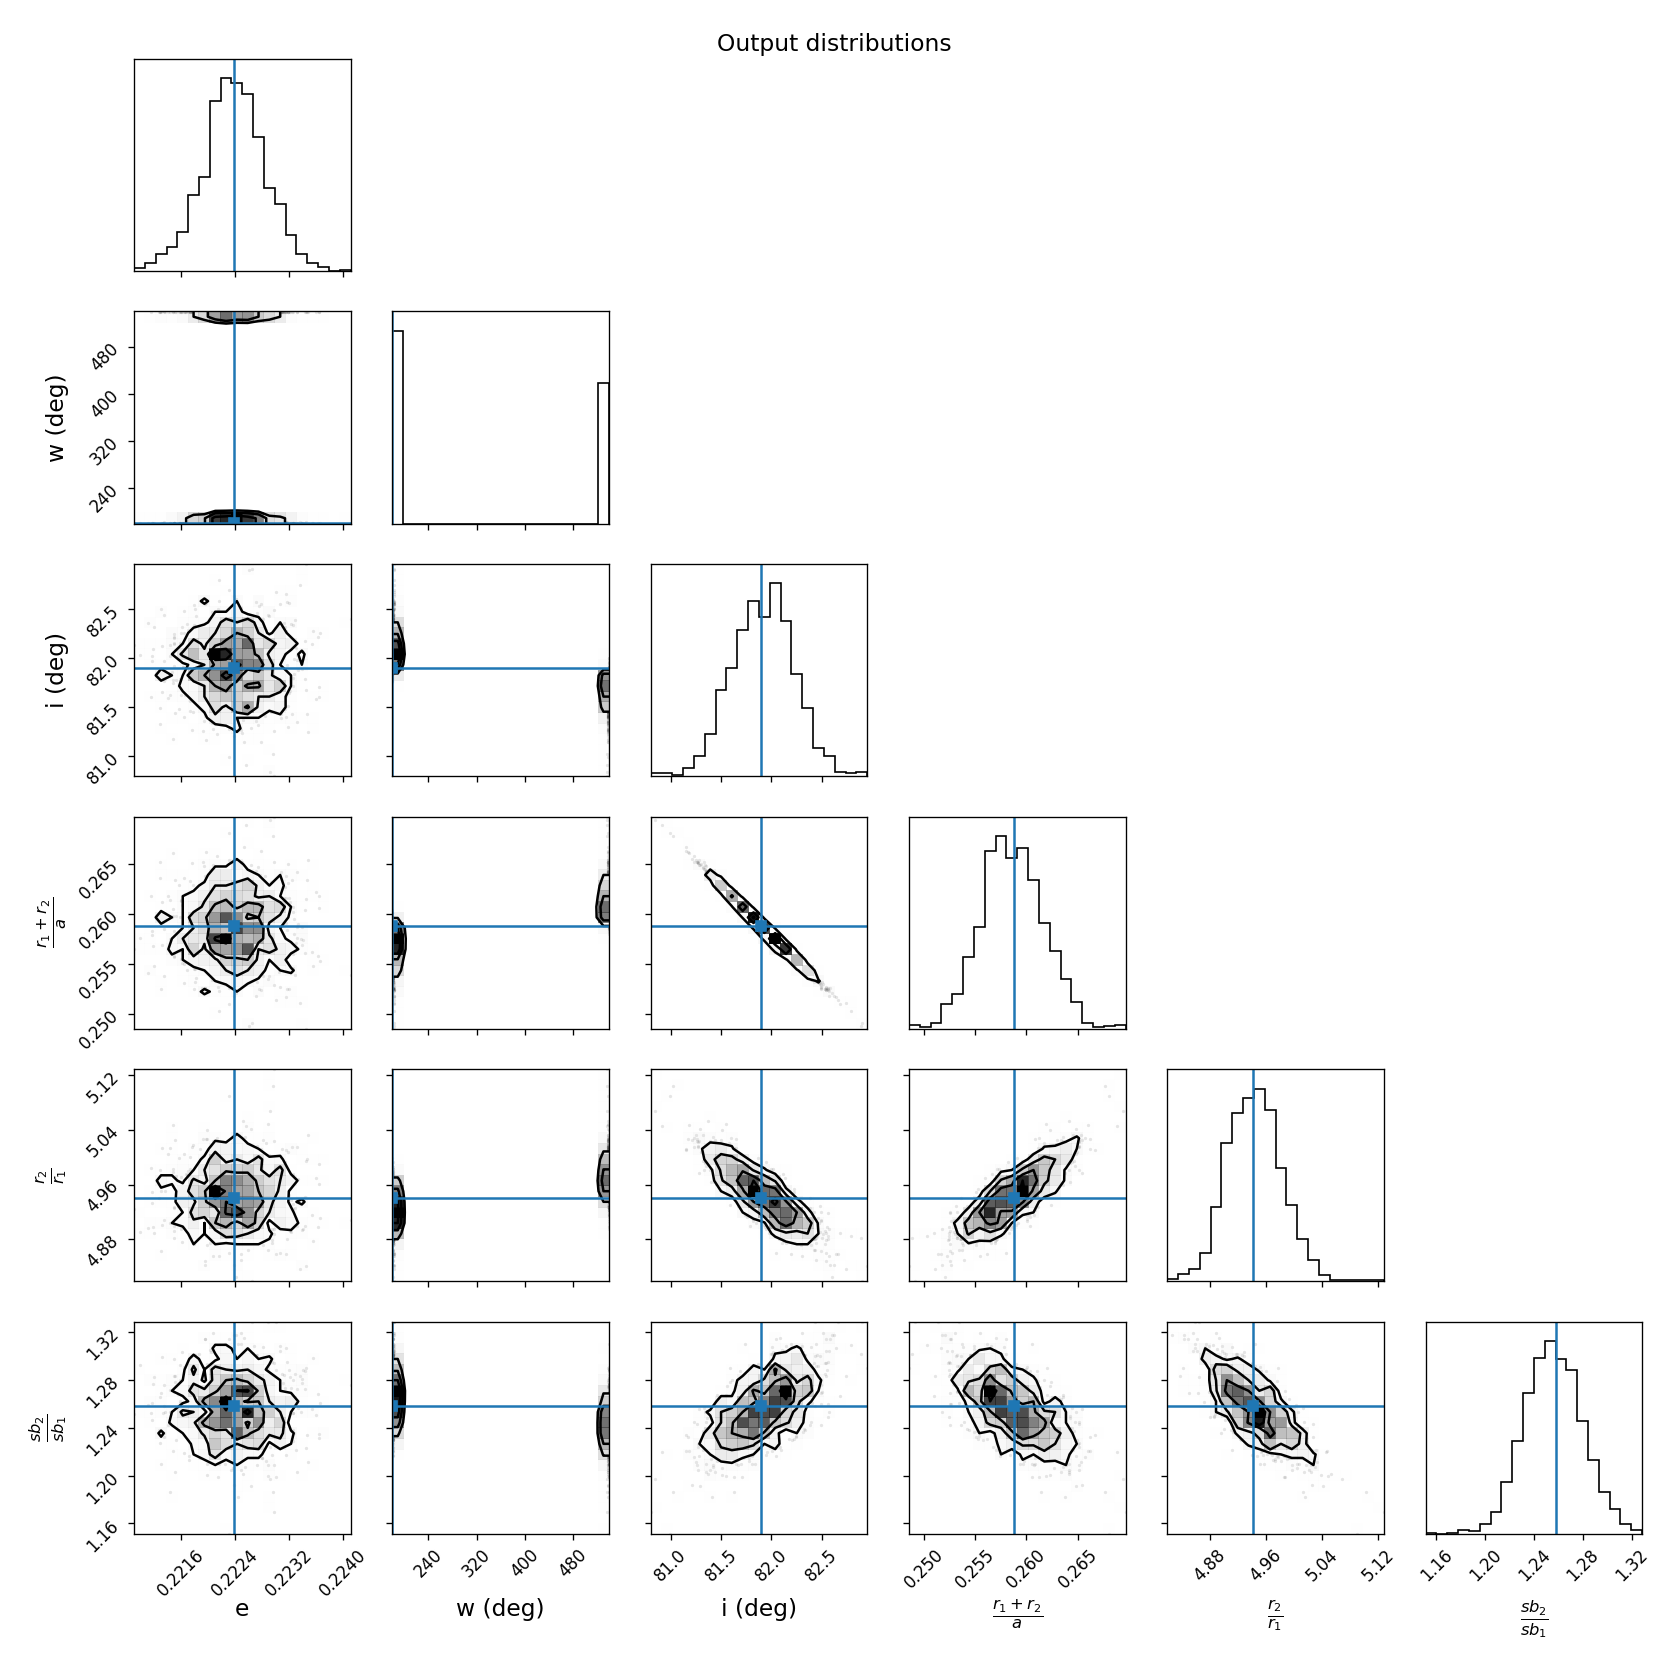 Output distributions
w (deg)
480
400
320
240
i (deg)
82.5
82.0
81.5
81.0
r₁ + r₂
a
0.265
0.260
0.255
0.250
r₂
r₁
5.12
5.04
4.96
4.88
sb₂
sb₁
1.32
1.28
1.24
1.20
1.16
0.2216 0.2224 0.2232 0.2240
240 320 400 480
81.0 81.5 82.0 82.5
0.250 0.255 0.260 0.265
4.88 4.96 5.04 5.12
1.16 1.20 1.24 1.28 1.32
e
w (deg)
i (deg)
r₁ + r₂
a
r₂
r₁
sb₂
sb₁